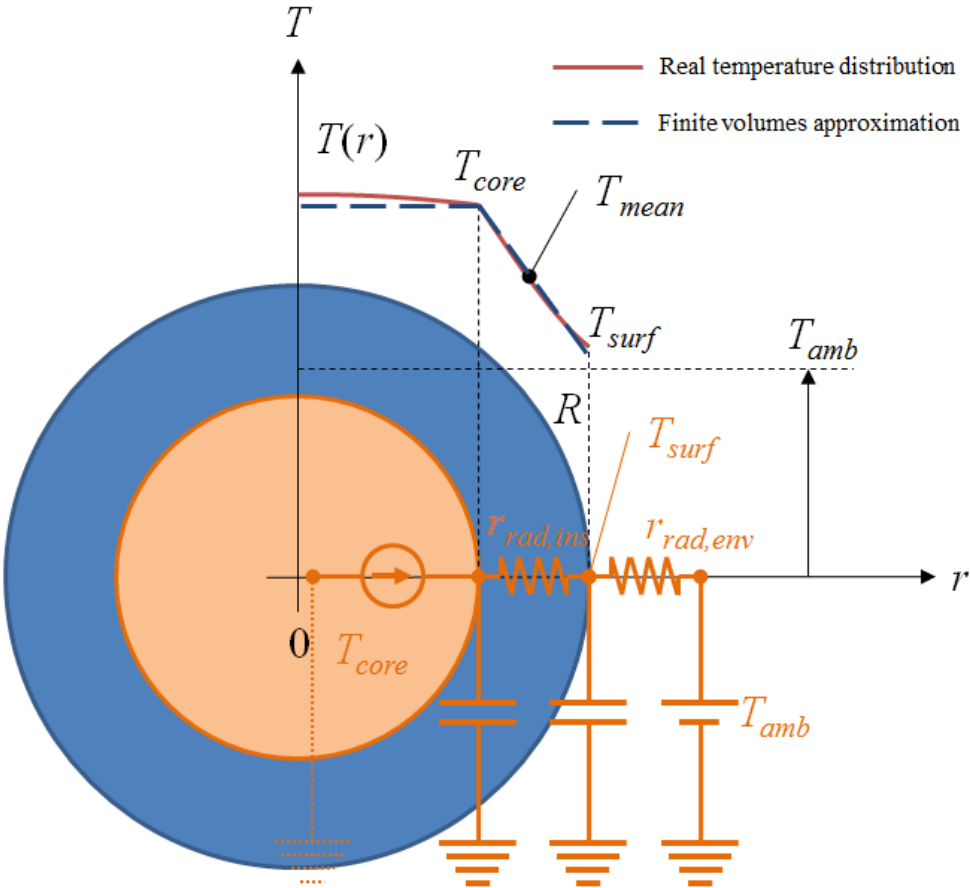 T
Real temperature distribution
Finite volumes approximation
T(r)
T_core
T_mean
T_surf
T_amb
R
T_surf
r_rad,ins
r_rad,env
r
0
T_core
T_amb